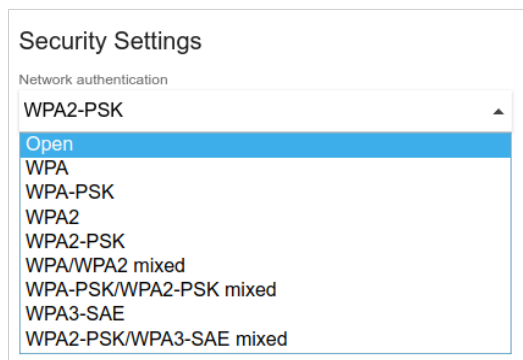 Security Settings
Network authentication
WPA2-PSK
Open
WPA
WPA-PSK
WPA2
WPA2-PSK
WPA/WPA2 mixed
WPA-PSK/WPA2-PSK mixed
WPA3-SAE
WPA2-PSK/WPA3-SAE mixed